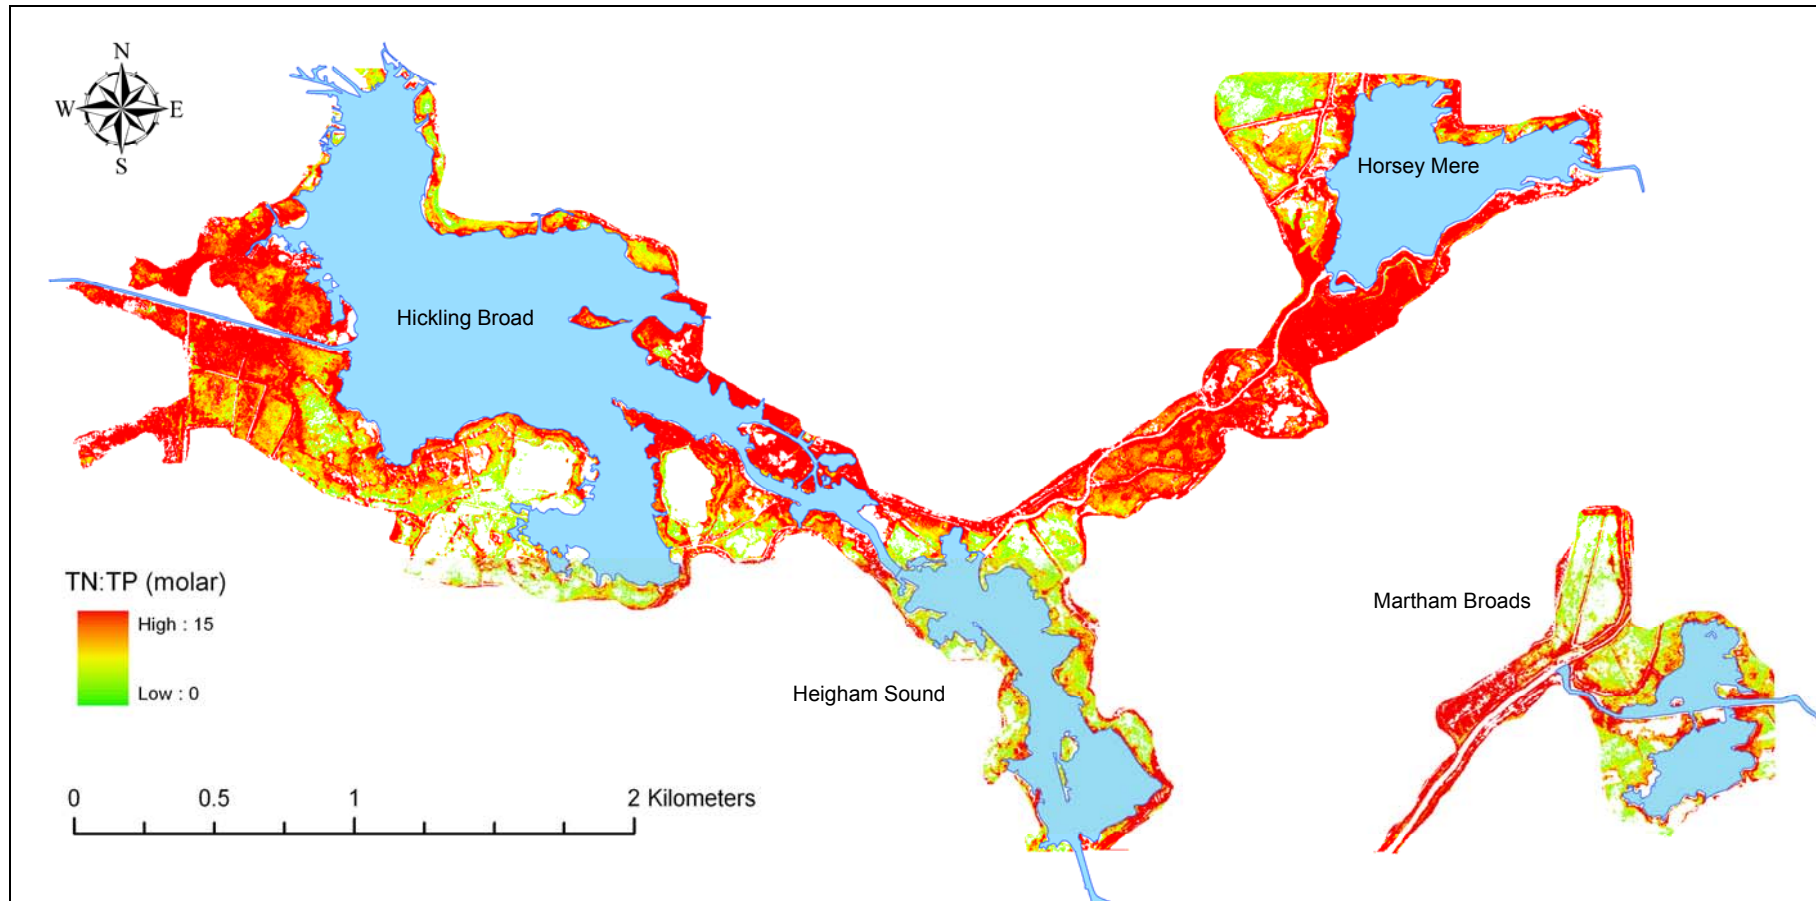 N
W E
S
Horsey Mere
Hickling Broad
TN:TP (molar)
High : 15
Low : 0
Martham Broads
Heigham Sound
0 0.5 1 2 Kilometers